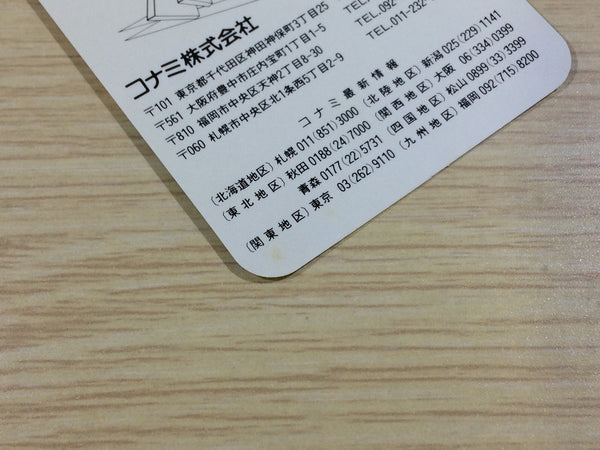 コナミ株式会社
〒101 東京都千代田区神田神保町3丁目25
〒561 大阪府豊中市庄内宝町1丁目1-5
〒810 福岡市中央区天神2丁目8-30 TEL.092
〒060 札幌市中央区北1条西5丁目2-9 TEL.011-232-
コナミ最新情報
(北海道地区) 札幌 011(851)3000 (北陸地区) 新潟 025(229)1141
(東北地区) 秋田 0188(24)7000 (関西地区) 大阪 06(334)0399
青森 0177(22)5731 (四国地区) 松山 0899(33)3399
(関東地区) 東京 03(262)9110 (九州地区) 福岡 092(715)8200